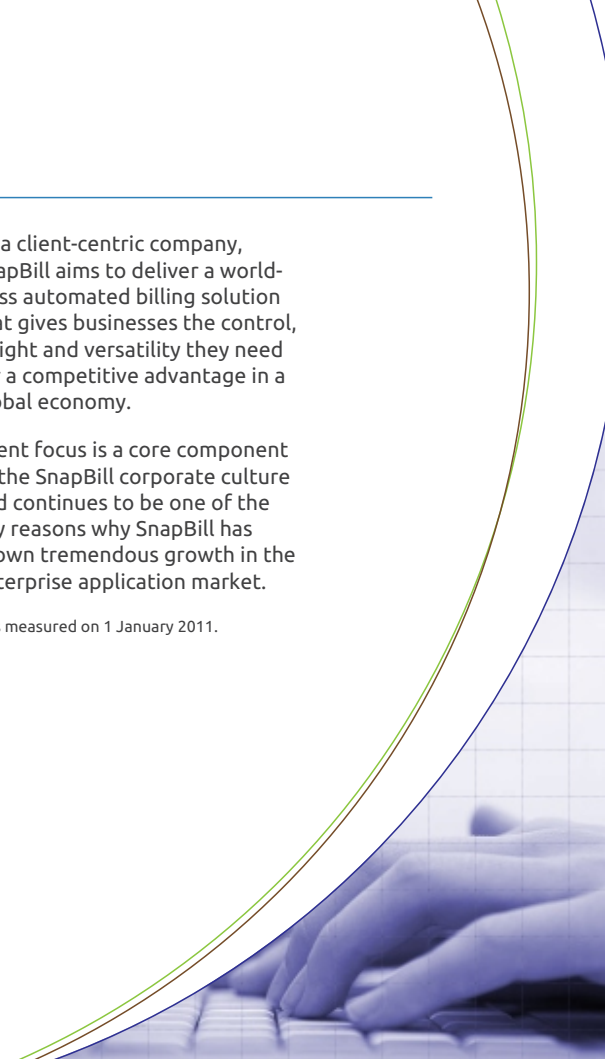 a client-centric company,
apBill aims to deliver a world-
ss automated billing solution
at gives businesses the control,
ight and versatility they need
r a competitive advantage in a
obal economy.
ent focus is a core component
the SnapBill corporate culture
d continues to be one of the
y reasons why SnapBill has
own tremendous growth in the
terprise application market.
s measured on 1 January 2011.